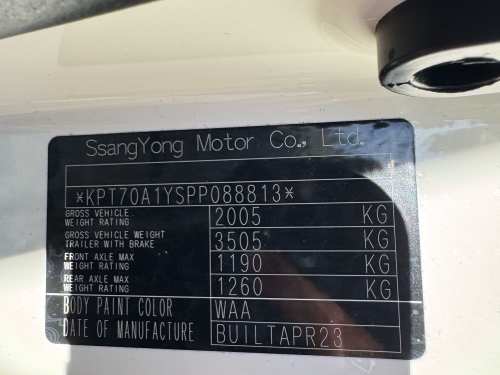 SsangYong Motor Co., Ltd.
*KPT70A1YSPP088813*
GROSS VEHICLE WEIGHT RATING 2005 KG
GROSS VEHICLE WEIGHT TRAILER WITH BRAKE 3505 KG
FRONT AXLE MAX WEIGHT RATING 1190 KG
REAR AXLE MAX WEIGHT RATING 1260 KG
BODY PAINT COLOR WAA
DATE OF MANUFACTURE BUILTAPR23